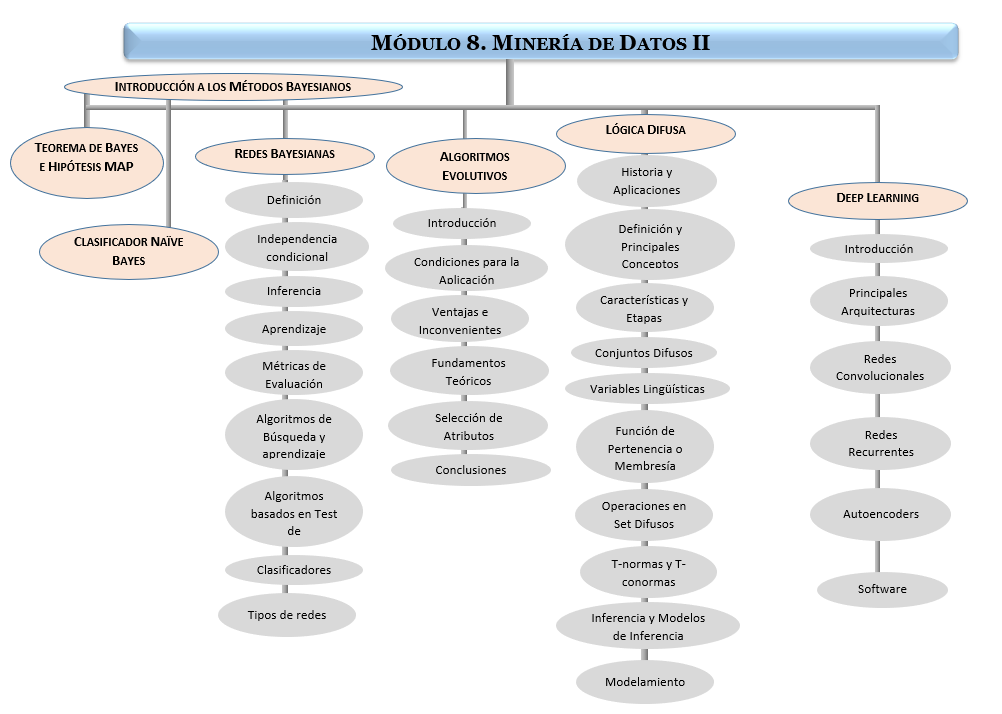 MÓDULO 8. MINERÍA DE DATOS II
INTRODUCCIÓN A LOS MÉTODOS BAYESIANOS
TEOREMA DE BAYES
E HIPÓTESIS MAP
CLASIFICADOR NAÏVE
BAYES
REDES BAYESIANAS
Definición
Independencia
condicional
Inferencia
Aprendizaje
Métricas de
Evaluación
Algoritmos de
Búsqueda y
aprendizaje
Algoritmos
basados en Test
de
Clasificadores
Tipos de redes
ALGORITMOS
EVOLUTIVOS
Introducción
Condiciones para la
Aplicación
Ventajas e
Inconvenientes
Fundamentos
Teóricos
Selección de
Atributos
Conclusiones
LÓGICA DIFUSA
Historia y
Aplicaciones
Definición y
Principales
Conceptos
Características y
Etapas
Conjuntos Difusos
Variables Lingüísticas
Función de
Pertenencia o
Membresía
Operaciones en
Set Difusos
T-normas y T-
conormas
Inferencia y Modelos
de Inferencia
Modelamiento
DEEP LEARNING
Introducción
Principales
Arquitecturas
Redes
Convolucionales
Redes
Recurrentes
Autoencoders
Software